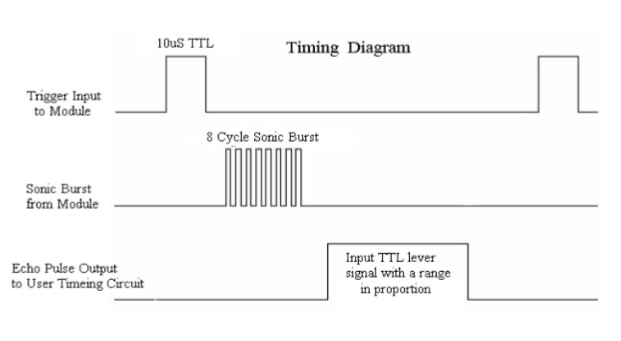 10uS TTL
Timing Diagram
Trigger Input
to Module
8 Cycle Sonic Burst
Sonic Burst
from Module
Input TTL lever
signal with a range
in proportion
Echo Pulse Output
to User Timeing Circuit